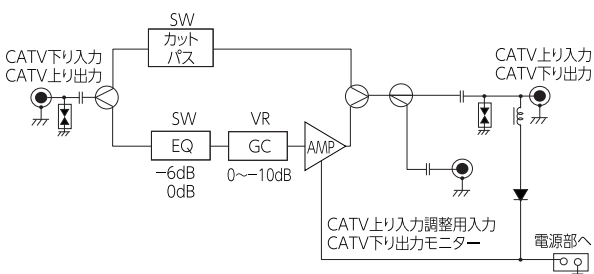 SW
カット
パス
CATV下り入力
CATV上り出力
CATV上り入力
CATV下り出力
SW
VR
EQ
GC
AMP
−6dB
0dB
0〜−10dB
CATV上り入力調整用入力
CATV下り出力モニター
電源部へ